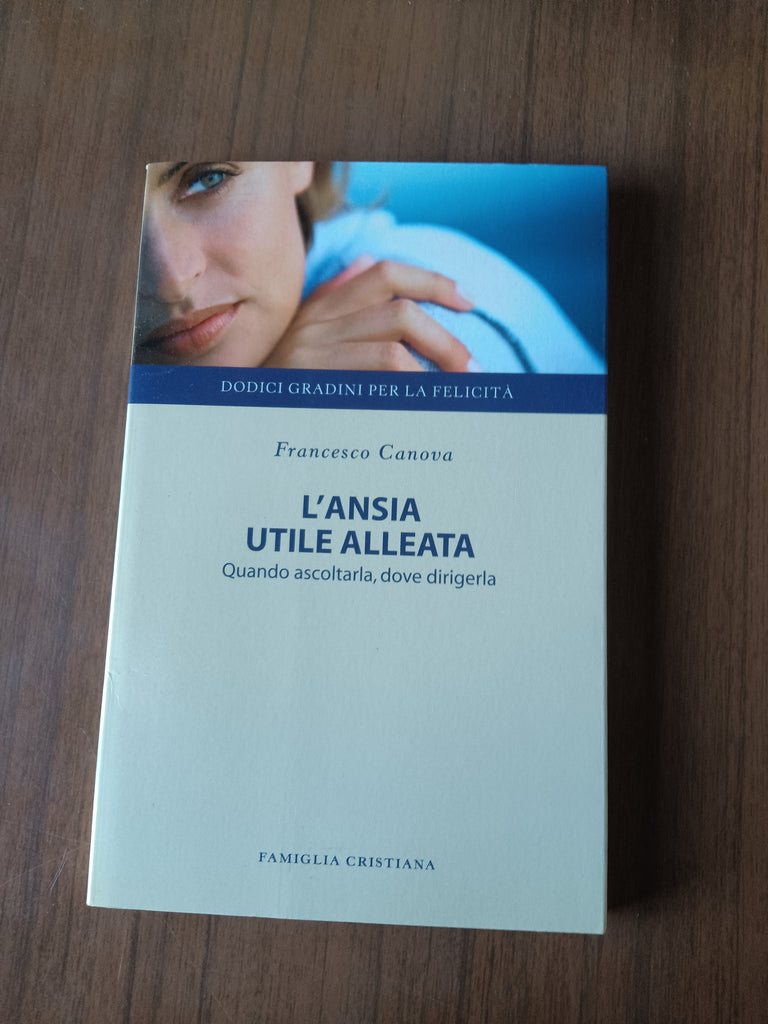 DODICI GRADINI PER LA FELICITÀ
Francesco Canova
L'ANSIA
UTILE ALLEATA
Quando ascoltarla, dove dirigerla
FAMIGLIA CRISTIANA